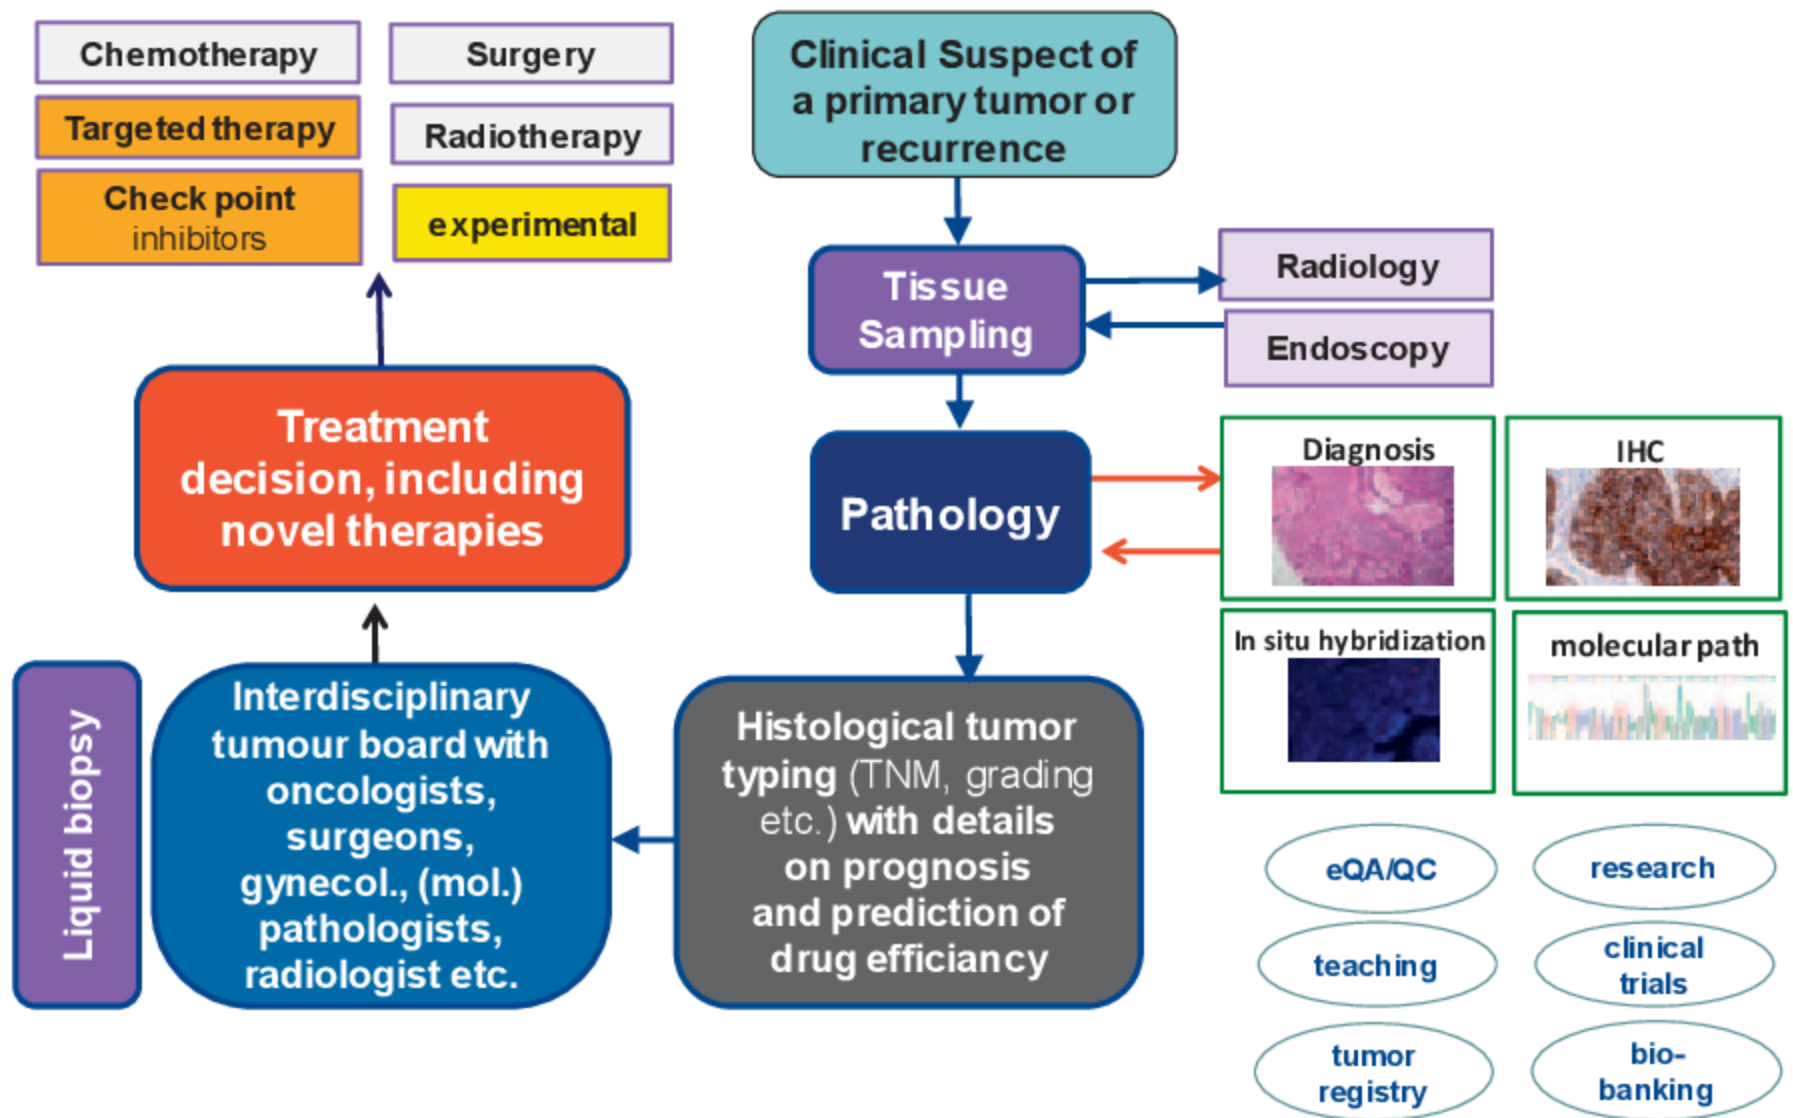 Chemotherapy
Surgery
Targeted therapy
Radiotherapy
Check point
inhibitors
experimental
Clinical Suspect of
a primary tumor or
recurrence
Tissue
Sampling
Radiology
Endoscopy
Treatment
decision, including
novel therapies
Pathology
Diagnosis
IHC
In situ hybridization
molecular path
Liquid biopsy
Interdisciplinary
tumour board with
oncologists,
surgeons,
gynecol., (mol.)
pathologists,
radiologist etc.
Histological tumor
typing (TNM, grading
etc.) with details
on prognosis
and prediction of
drug efficiancy
eQA/QC
research
teaching
clinical
trials
tumor
registry
bio-
banking